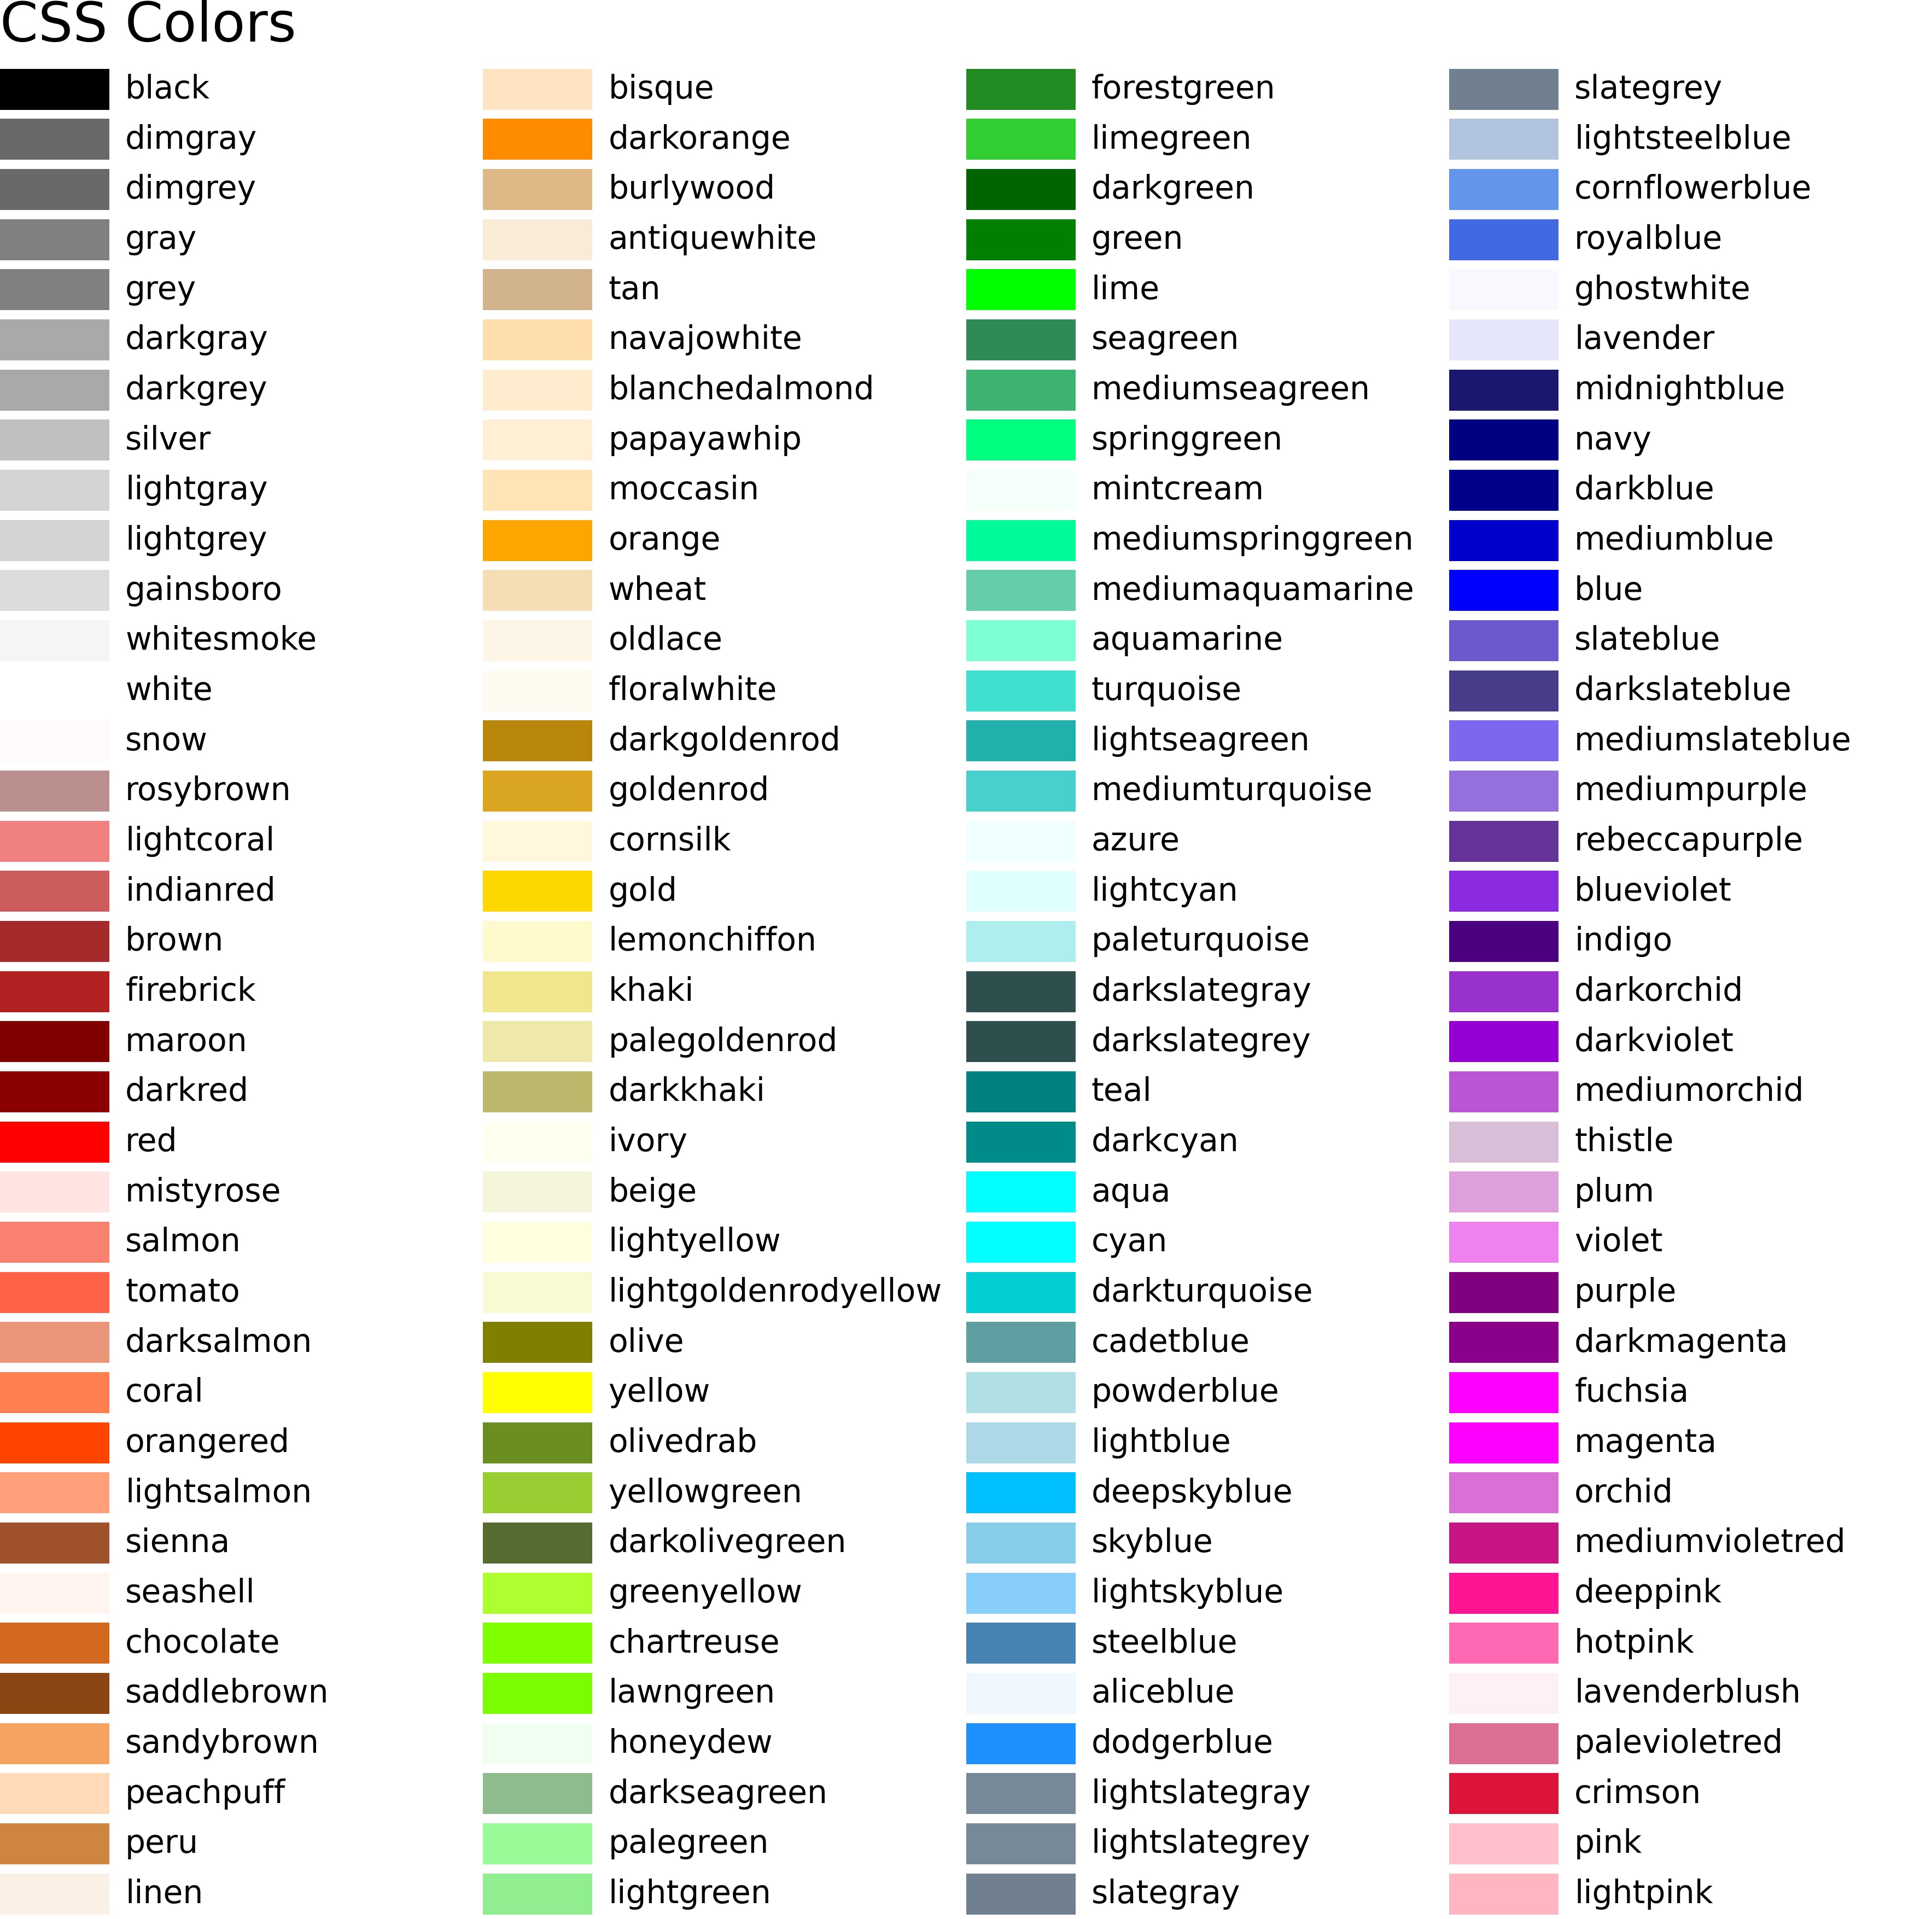 CSS Colors
black
dimgray
dimgrey
gray
grey
darkgray
darkgrey
silver
lightgray
lightgrey
gainsboro
whitesmoke
white
snow
rosybrown
lightcoral
indianred
brown
firebrick
maroon
darkred
red
mistyrose
salmon
tomato
darksalmon
coral
orangered
lightsalmon
sienna
seashell
chocolate
saddlebrown
sandybrown
peachpuff
peru
linen
bisque
darkorange
burlywood
antiquewhite
tan
navajowhite
blanchedalmond
papayawhip
moccasin
orange
wheat
oldlace
floralwhite
darkgoldenrod
goldenrod
cornsilk
gold
lemonchiffon
khaki
palegoldenrod
darkkhaki
ivory
beige
lightyellow
lightgoldenrodyellow
olive
yellow
olivedrab
yellowgreen
darkolivegreen
greenyellow
chartreuse
lawngreen
honeydew
darkseagreen
palegreen
lightgreen
forestgreen
limegreen
darkgreen
green
lime
seagreen
mediumseagreen
springgreen
mintcream
mediumspringgreen
mediumaquamarine
aquamarine
turquoise
lightseagreen
mediumturquoise
azure
lightcyan
paleturquoise
darkslategray
darkslategrey
teal
darkcyan
aqua
cyan
darkturquoise
cadetblue
powderblue
lightblue
deepskyblue
skyblue
lightskyblue
steelblue
aliceblue
dodgerblue
lightslategray
lightslategrey
slategray
slategrey
lightsteelblue
cornflowerblue
royalblue
ghostwhite
lavender
midnightblue
navy
darkblue
mediumblue
blue
slateblue
darkslateblue
mediumslateblue
mediumpurple
rebeccapurple
blueviolet
indigo
darkorchid
darkviolet
mediumorchid
thistle
plum
violet
purple
darkmagenta
fuchsia
magenta
orchid
mediumvioletred
deeppink
hotpink
lavenderblush
palevioletred
crimson
pink
lightpink